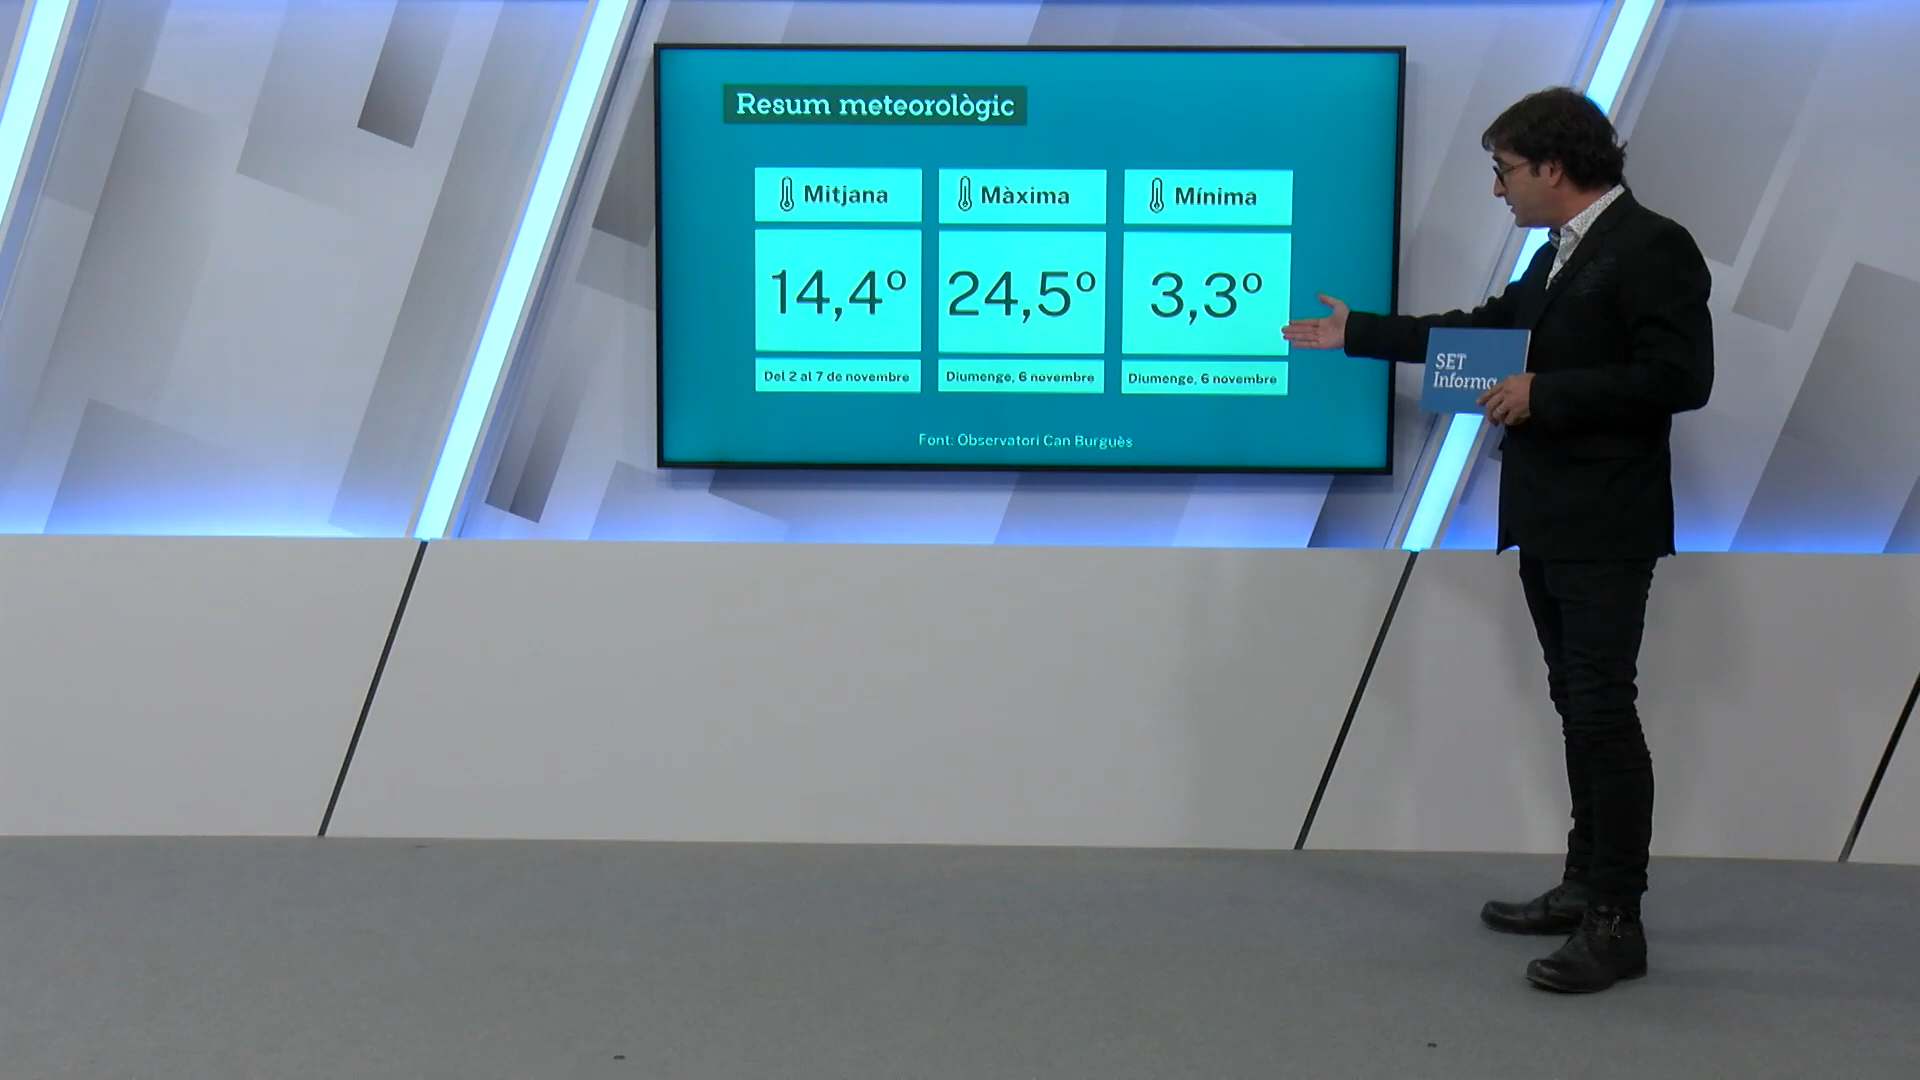 Resum meteorològic
Mitjana
Màxima
Mínima
14,4º
24,5º
3,3º
Del 2 al 7 de novembre
Diumenge, 6 novembre
Diumenge, 6 novembre
Font: Observatori Can Burguès
SET
Informa